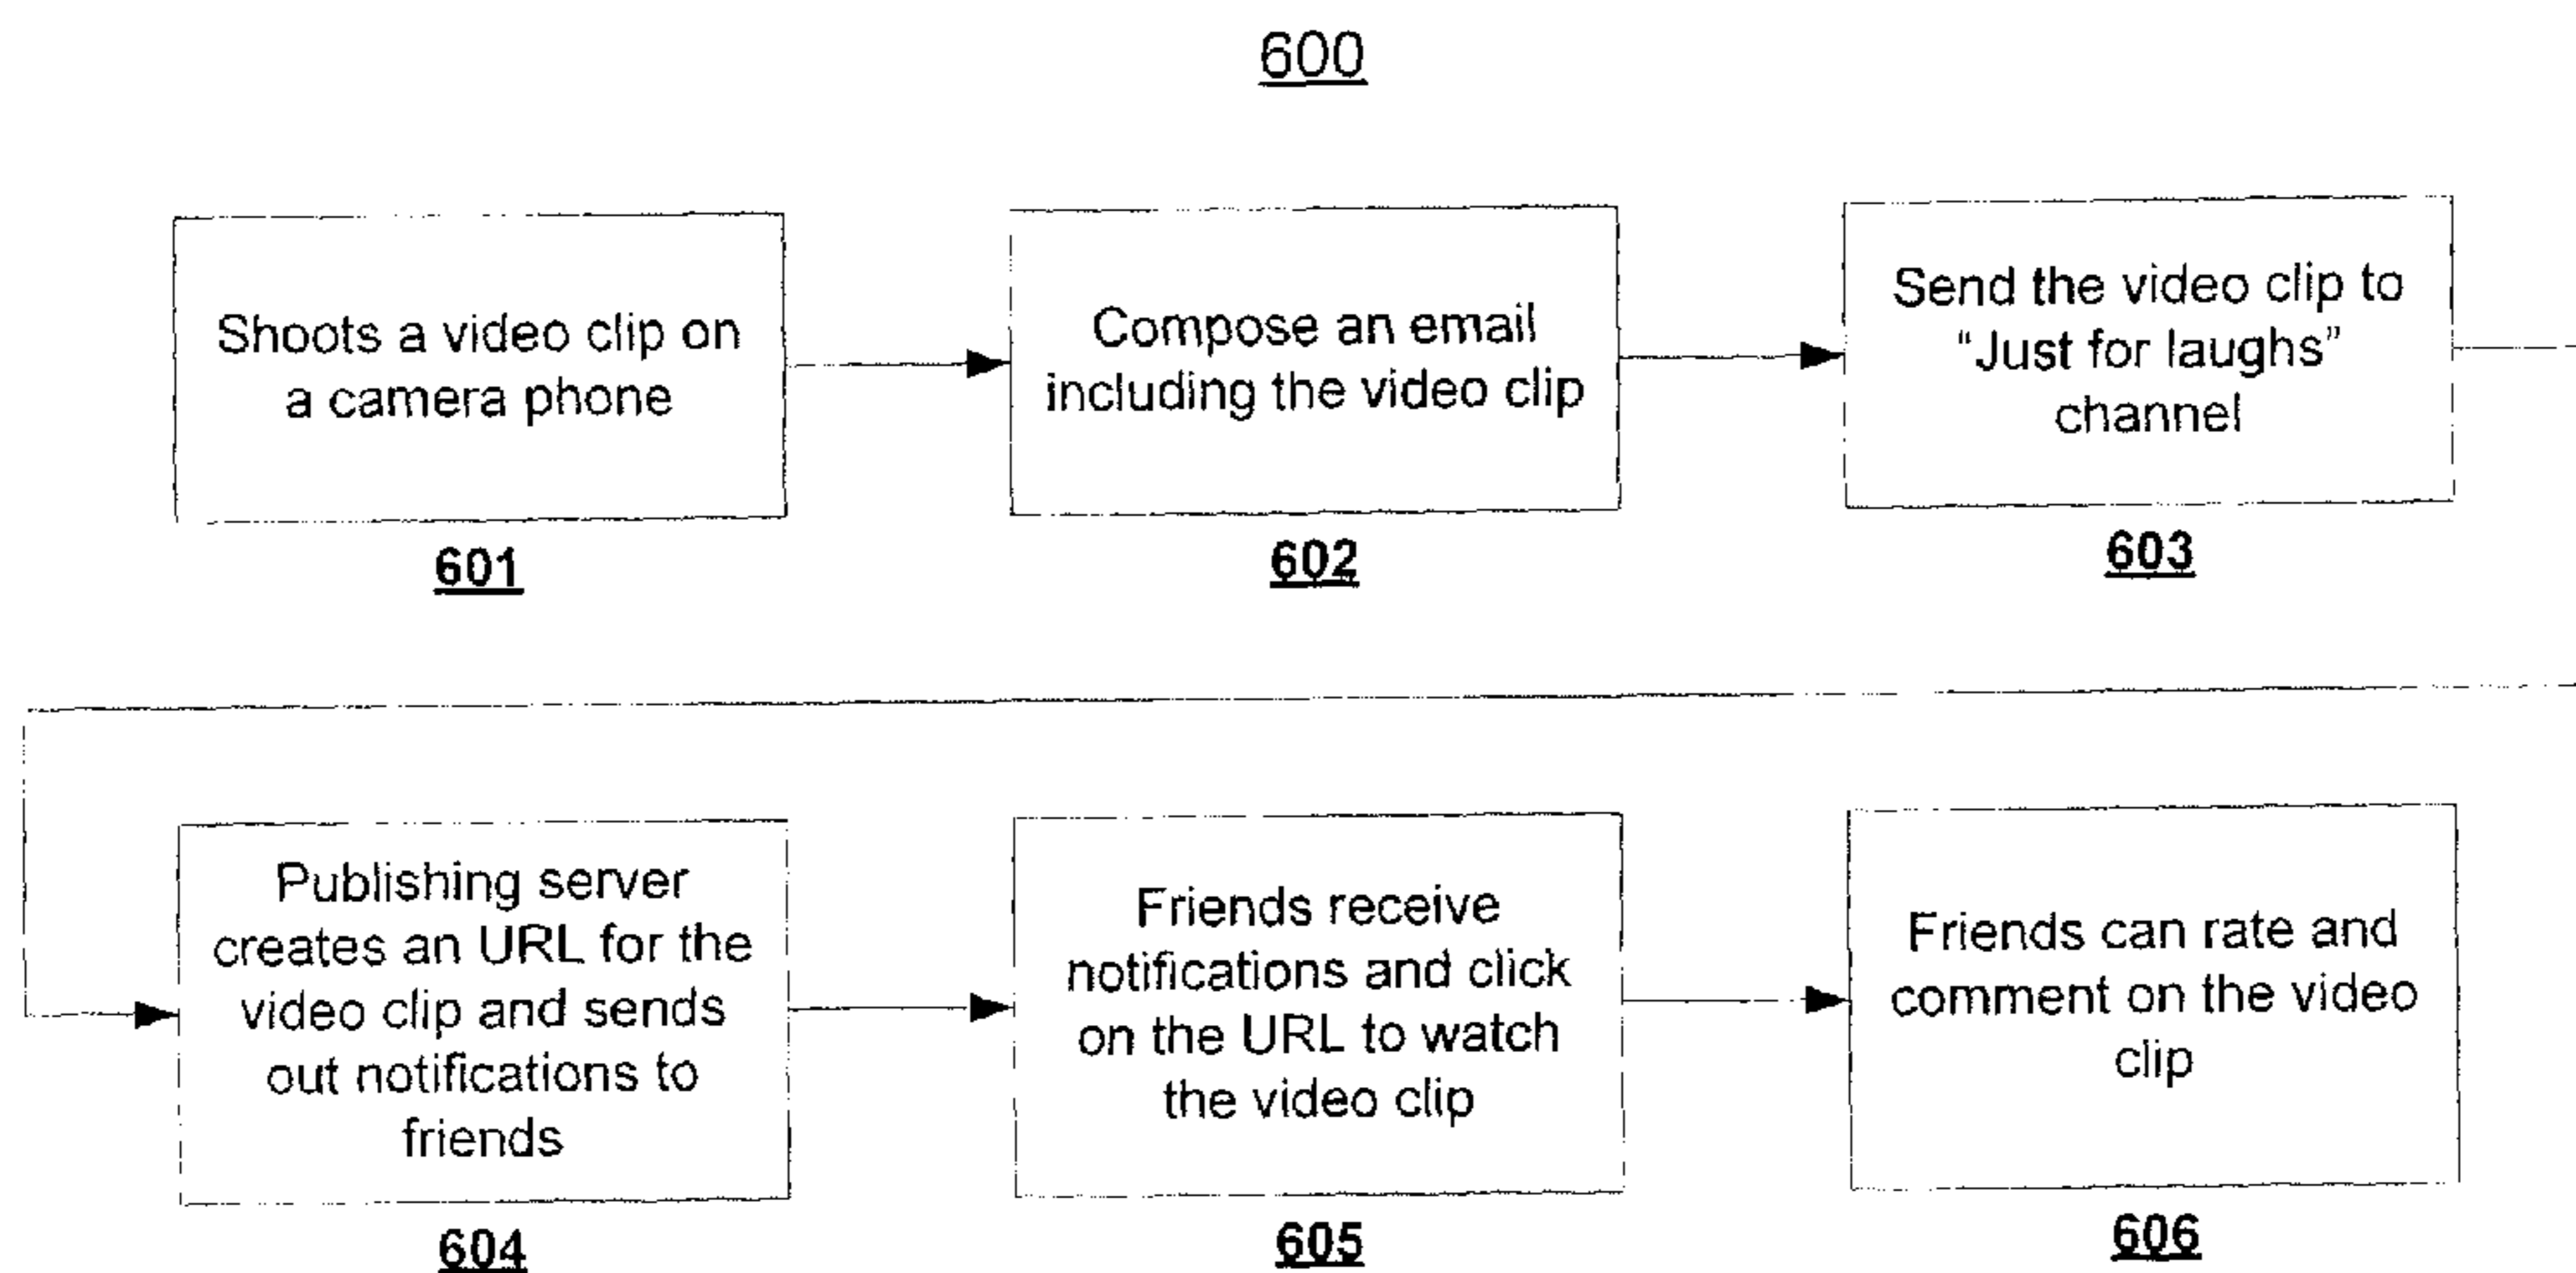 600
Shoots a video clip on
a camera phone
601
Compose an email
including the video clip
602
Send the video clip to
“Just for laughs”
channel
603
Publishing server
creates an URL for the
video clip and sends
out notifications to
friends
604
Friends receive
notifications and click
on the URL to watch
the video clip
605
Friends can rate and
comment on the video
clip
606